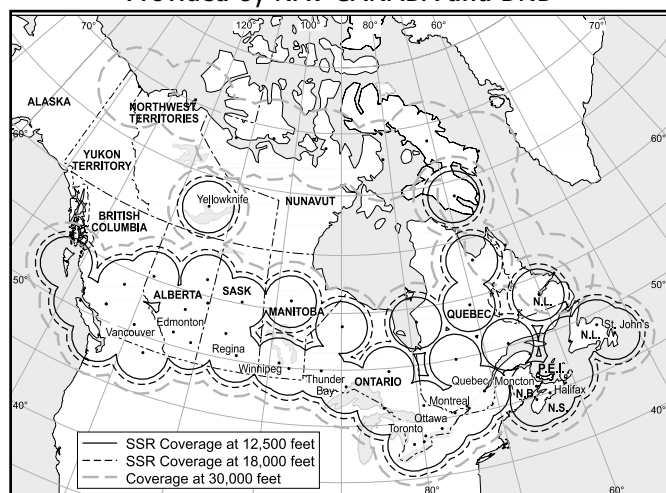 Provided by NAV CANADA and DND
70°
120°
100°
80°
60°
70°
ALASKA
NORTHWEST
TERRITORIES
60°
60°
YUKON
TERRITORY
Yellowknife
NUNAVUT
BRITISH
COLUMBIA
50°
50°
ALBERTA
SASK
MANITOBA
QUEBEC
N.L.
N.L.
St. John's
Vancouver
Edmonton
Regina
Winnipeg
Thunder
Bay
ONTARIO
Quebec
Moncton
P.E.I.
Halifax
N.B.
N.S.
Montreal
Ottawa
Toronto
40°
40°
60°
80°
SSR Coverage at 12,500 feet
SSR Coverage at 18,000 feet
Coverage at 30,000 feet